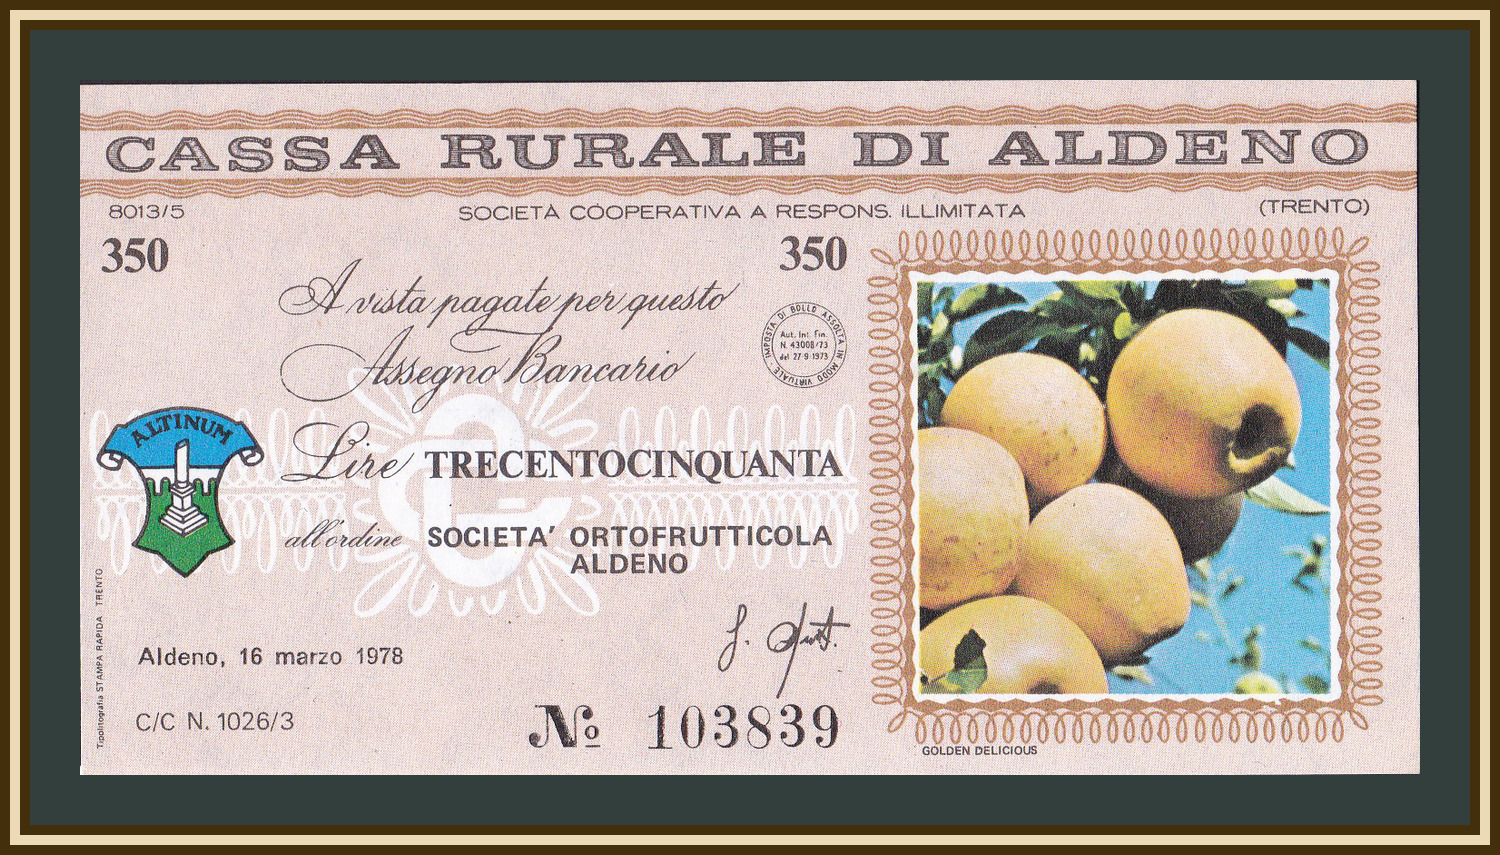 CASSA RURALE DI ALDENO
8013/5
SOCIETÀ COOPERATIVA A RESPONS. ILLIMITATA
(TRENTO)
350
350
A vista pagate per questo
Assegno Bancario
IMPOSTA DI BOLLO ASSOLTA IN MODO VIRTUALE
Aut. Int. Fin.
N. 43008/73
del 27-9-1973
ALTINUM
Lire TRECENTOCINQUANTA
all'ordine SOCIETA' ORTOFRUTTICOLA
ALDENO
Tipolitografia STAMPA RAPIDA TRENTO
Aldeno, 16 marzo 1978
C/C N. 1026/3
No 103839
GOLDEN DELICIOUS